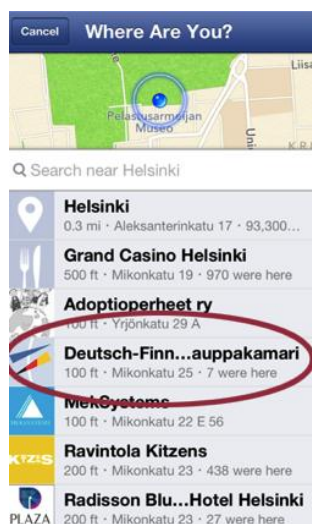 Cancel
Where Are You?
Liisa
Pelastusarmeijan
Museo
Search near Helsinki
Helsinki
0.3 mi · Aleksanterinkatu 17 · 93,300...
Grand Casino Helsinki
500 ft · Mikonkatu 19 · 970 were here
Adoptioperheet ry
100 ft · Yrjönkatu 29 A
Deutsch-Finn...auppakamari
100 ft · Mikonkatu 25 · 7 were here
MekSystems
100 ft · Mikonkatu 22 E 56
KTZ:S
Ravintola Kitzens
200 ft · Mikonkatu 23 · 438 were here
Radisson Blu...Hotel Helsinki
PLAZA
200 ft · Mikonkatu 23 · 27 were here